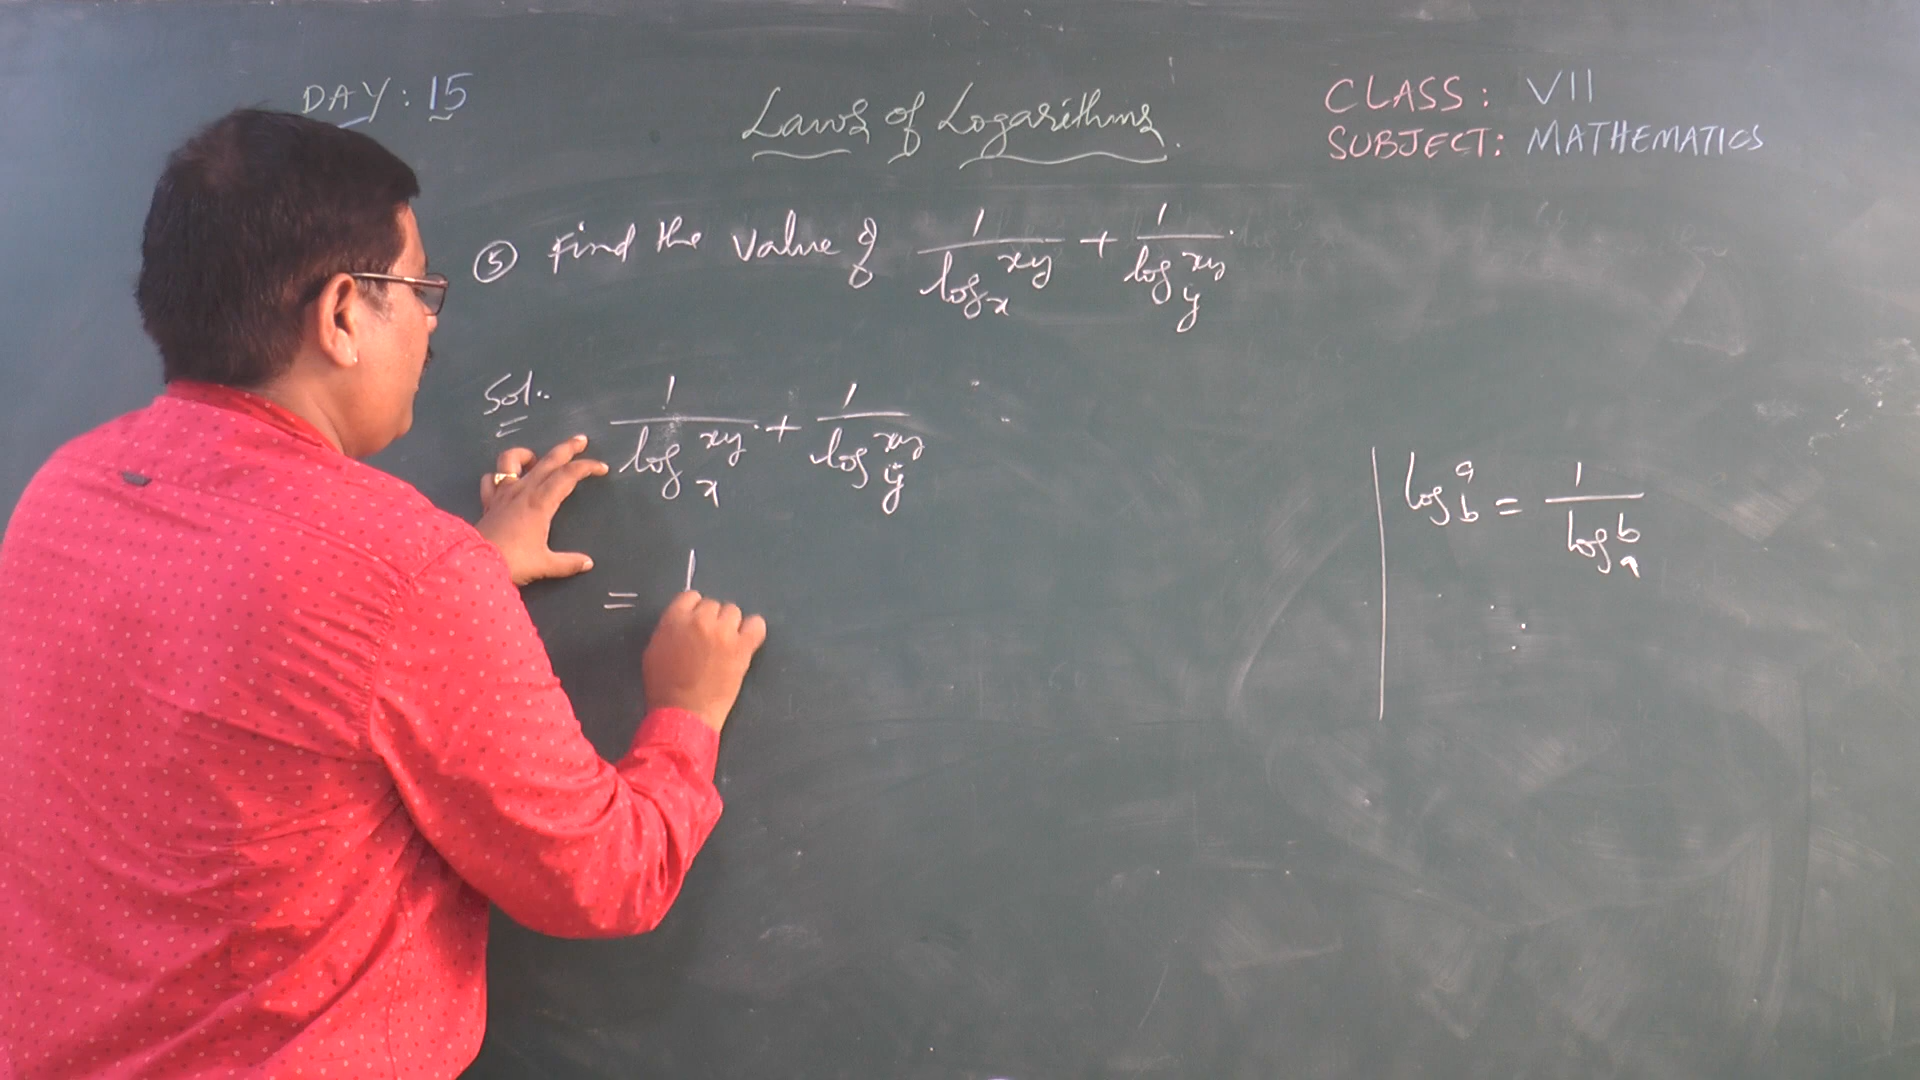 DAY: 15
Laws of Logarithms.
CLASS: VII
SUBJECT: MATHEMATICS
⑤ Find the value of 1/log_x^xy + 1/log_y^xy.
Sol. 1/log_x^xy + 1/log_y^xy
log_b^a = 1/log_a^b
= 1